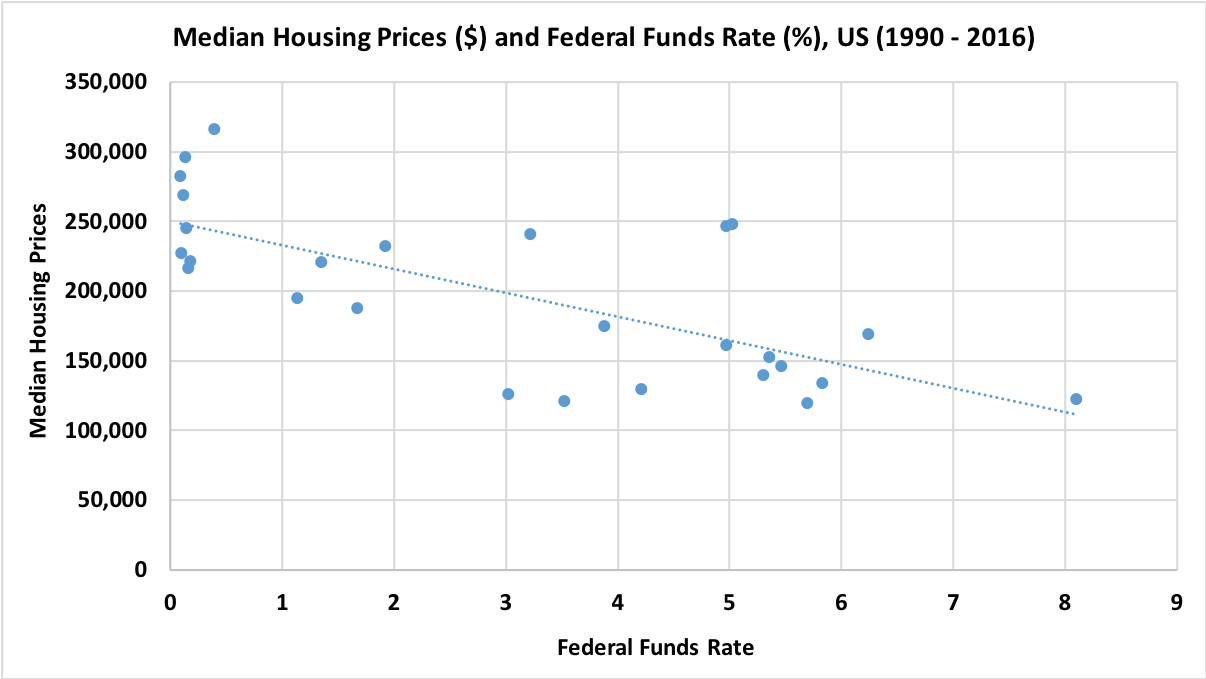 Median Housing Prices ($) and Federal Funds Rate (%), US (1990 - 2016)
350,000
300,000
250,000
200,000
150,000
100,000
50,000
0
Median Housing Prices
0 1 2 3 4 5 6 7 8 9
Federal Funds Rate